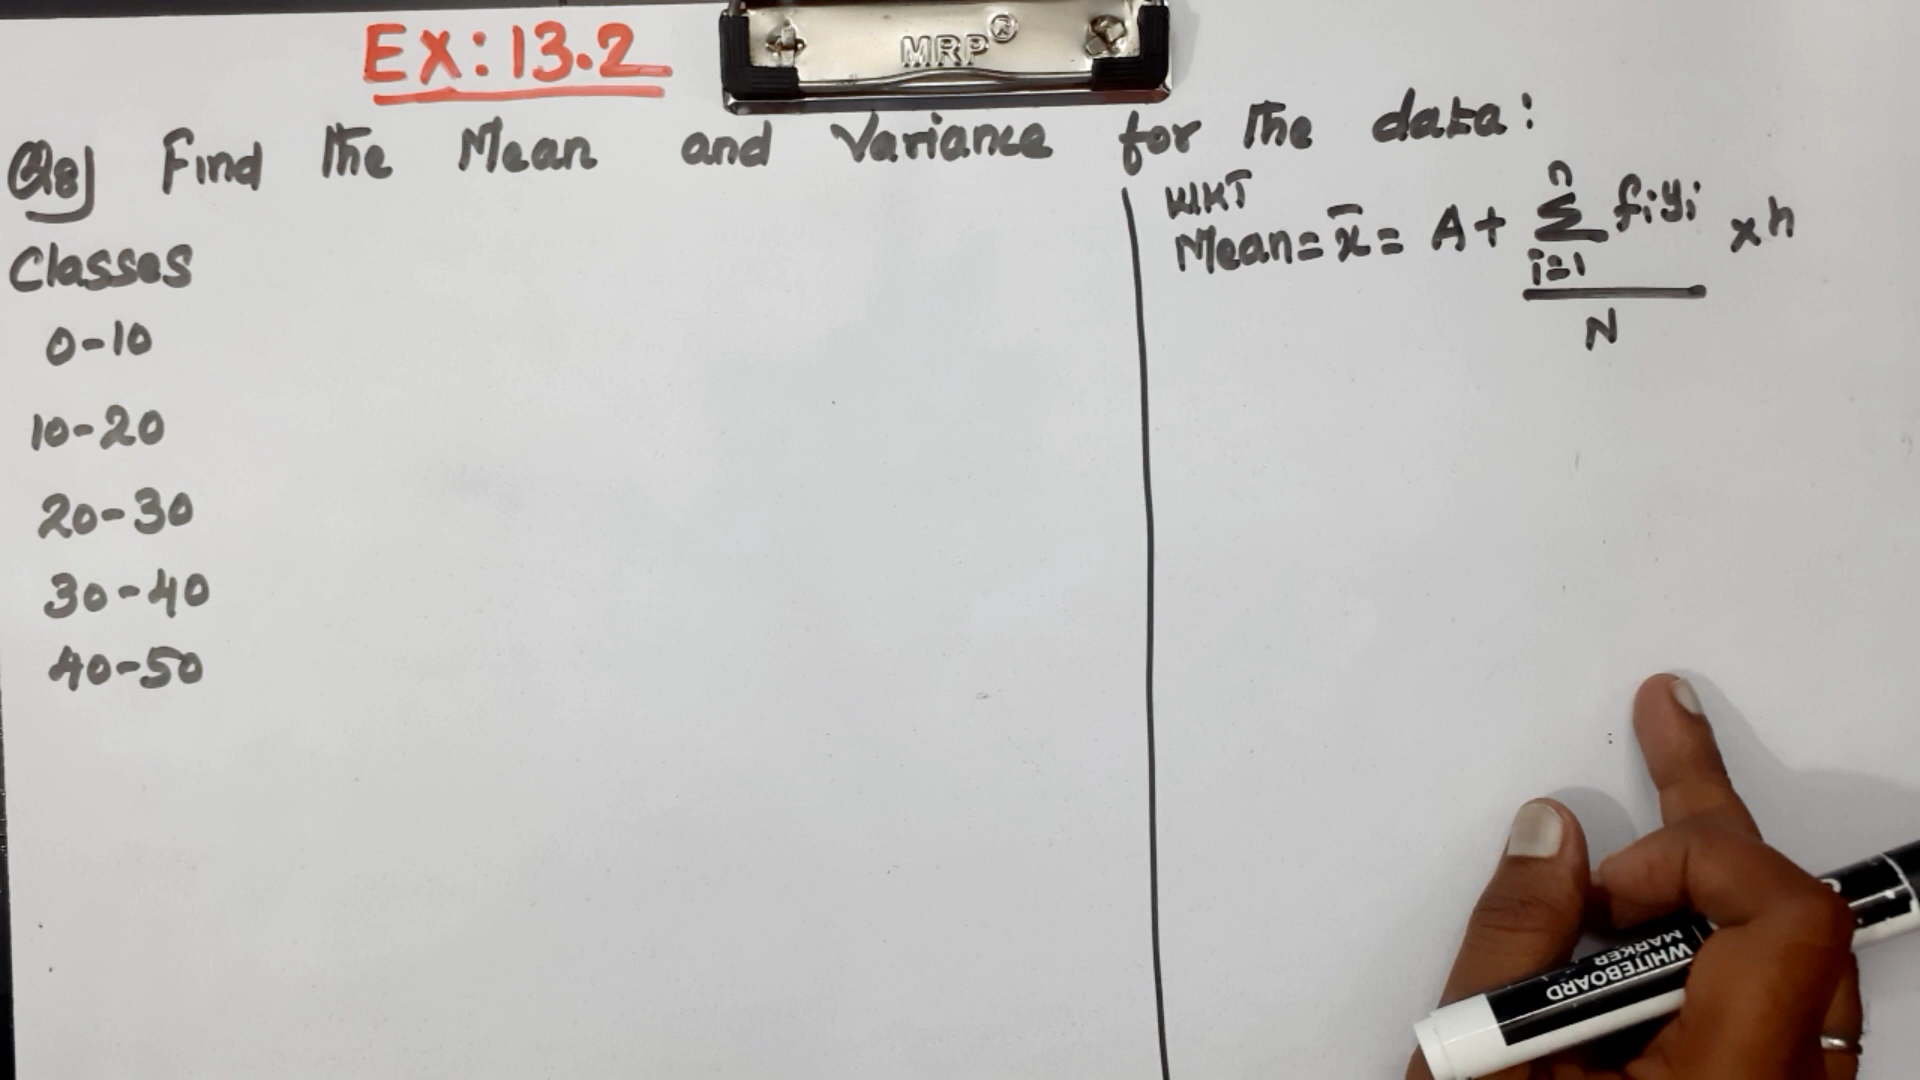 EX: 13.2
MRP®
Q8) Find the Mean and Variance for the data:
Classes
0-10
10-20
20-30
30-40
40-50
WKT
Mean = x̄ = A + n Σ i=1 fiyi / N × h
WHITEBOARD
MARKER